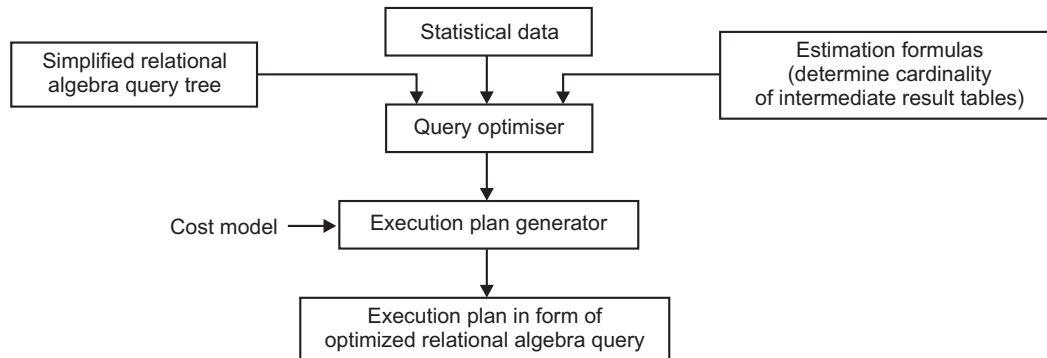 Statistical data
Simplified relational
algebra query tree
Estimation formulas
(determine cardinality
of intermediate result tables)
Query optimiser
Cost model
Execution plan generator
Execution plan in form of
optimized relational algebra query